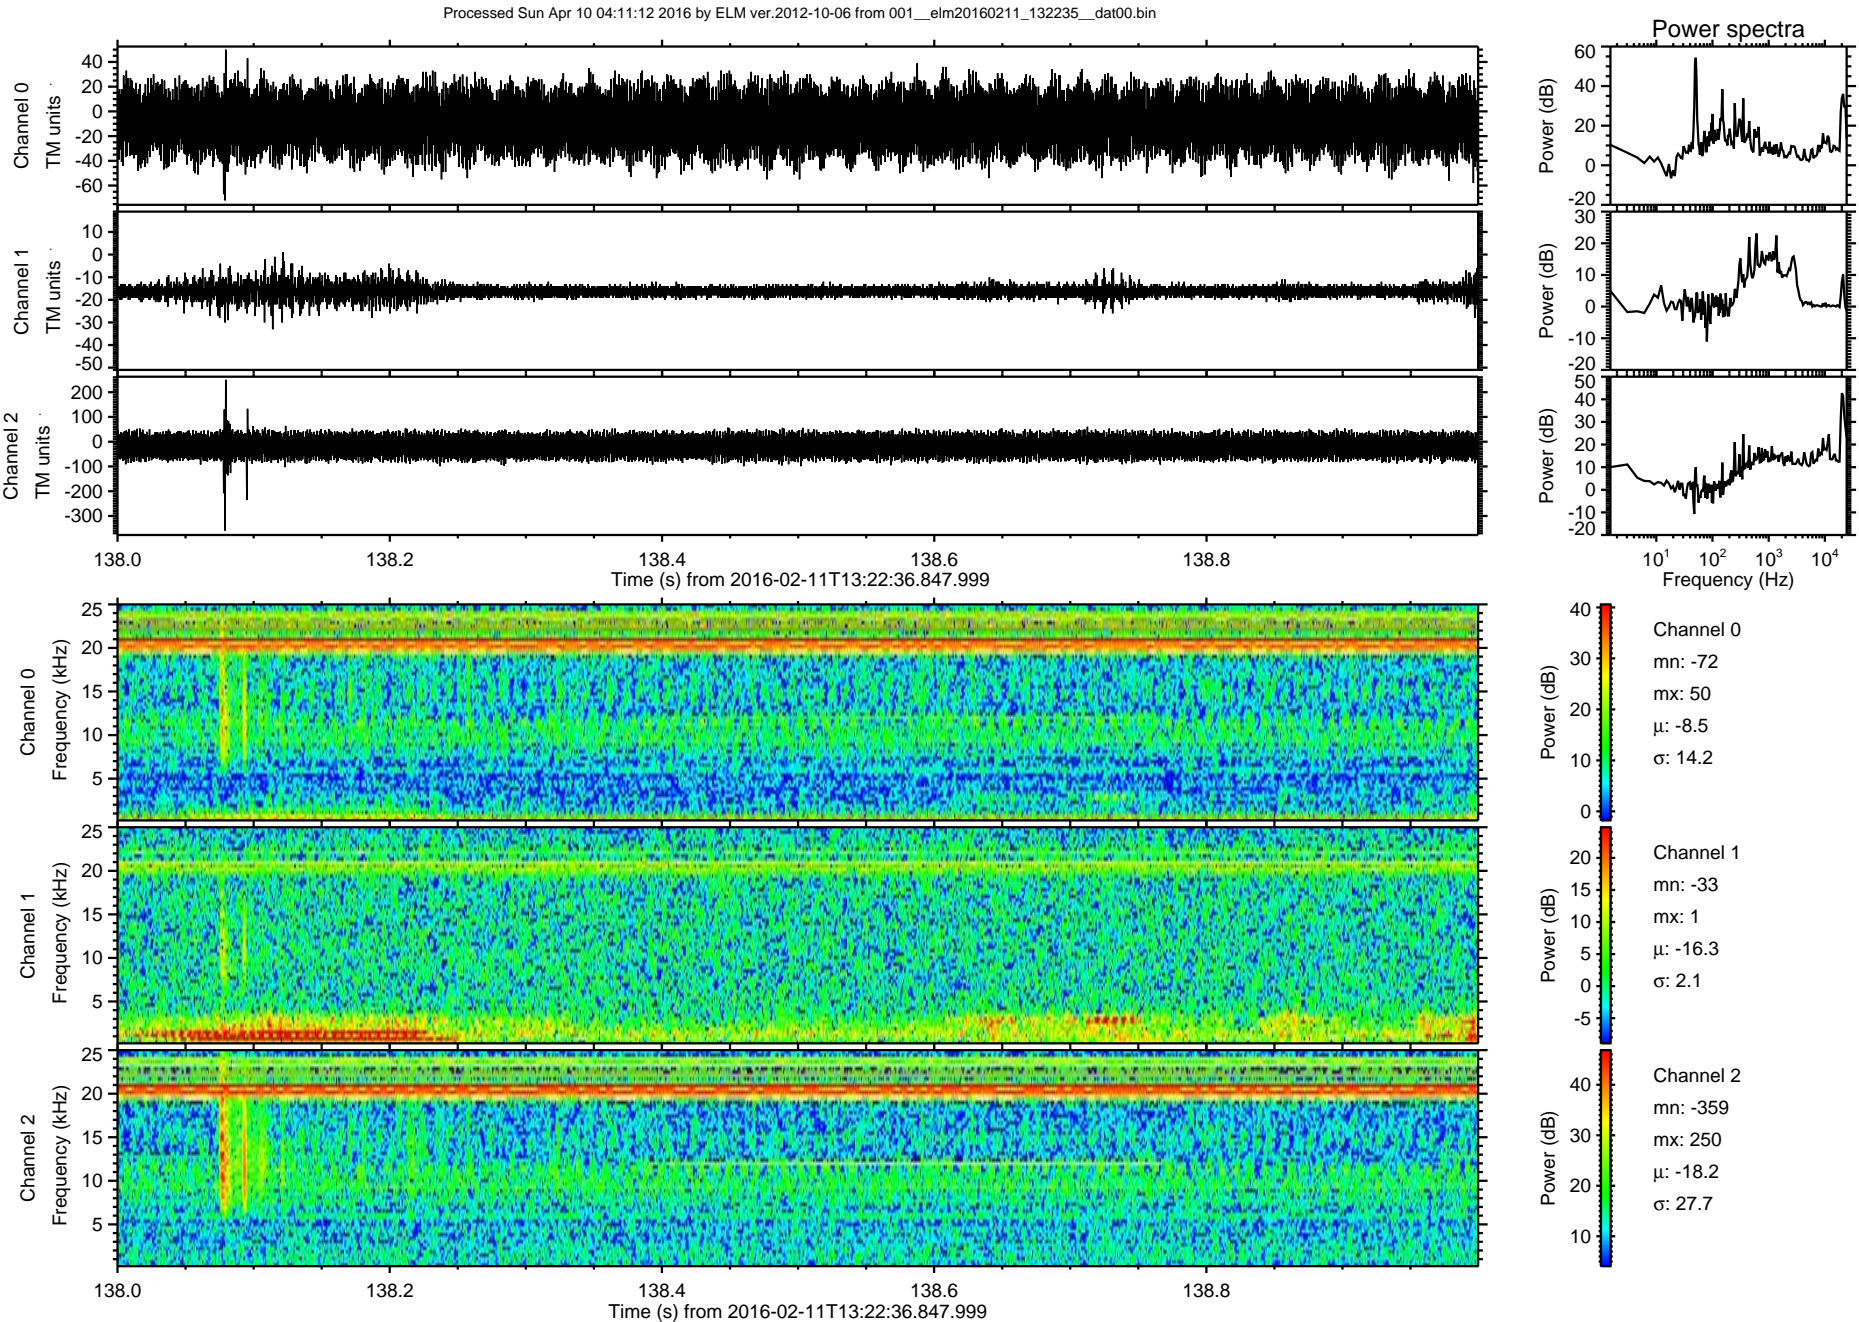 Processed Sun Apr 10 04:11:12 2016 by ELM ver.2012-10-06 from 001__elm20160211_132235__dat00.bin
Power spectra
Channel 0
TM units
40
20
0
-20
-40
-60
Power (dB)
60
40
20
0
-20
Channel 1
TM units
10
0
-10
-20
-30
-40
-50
Power (dB)
30
20
10
0
-10
-20
Channel 2
TM units
200
100
0
-100
-200
-300
Power (dB)
50
40
30
20
10
0
-10
-20
138.0 138.2 138.4 138.6 138.8
Time (s) from 2016-02-11T13:22:36.847.999
10¹ 10² 10³ 10⁴
Frequency (Hz)
Channel 0
Frequency (kHz)
25
20
15
10
5
Power (dB)
40
30
20
10
0
Channel 0
mn: -72
mx: 50
μ: -8.5
σ: 14.2
Channel 1
Frequency (kHz)
25
20
15
10
5
Power (dB)
20
15
10
5
0
-5
Channel 1
mn: -33
mx: 1
μ: -16.3
σ: 2.1
Channel 2
Frequency (kHz)
25
20
15
10
5
Power (dB)
40
30
20
10
Channel 2
mn: -359
mx: 250
μ: -18.2
σ: 27.7
138.0 138.2 138.4 138.6 138.8
Time (s) from 2016-02-11T13:22:36.847.999